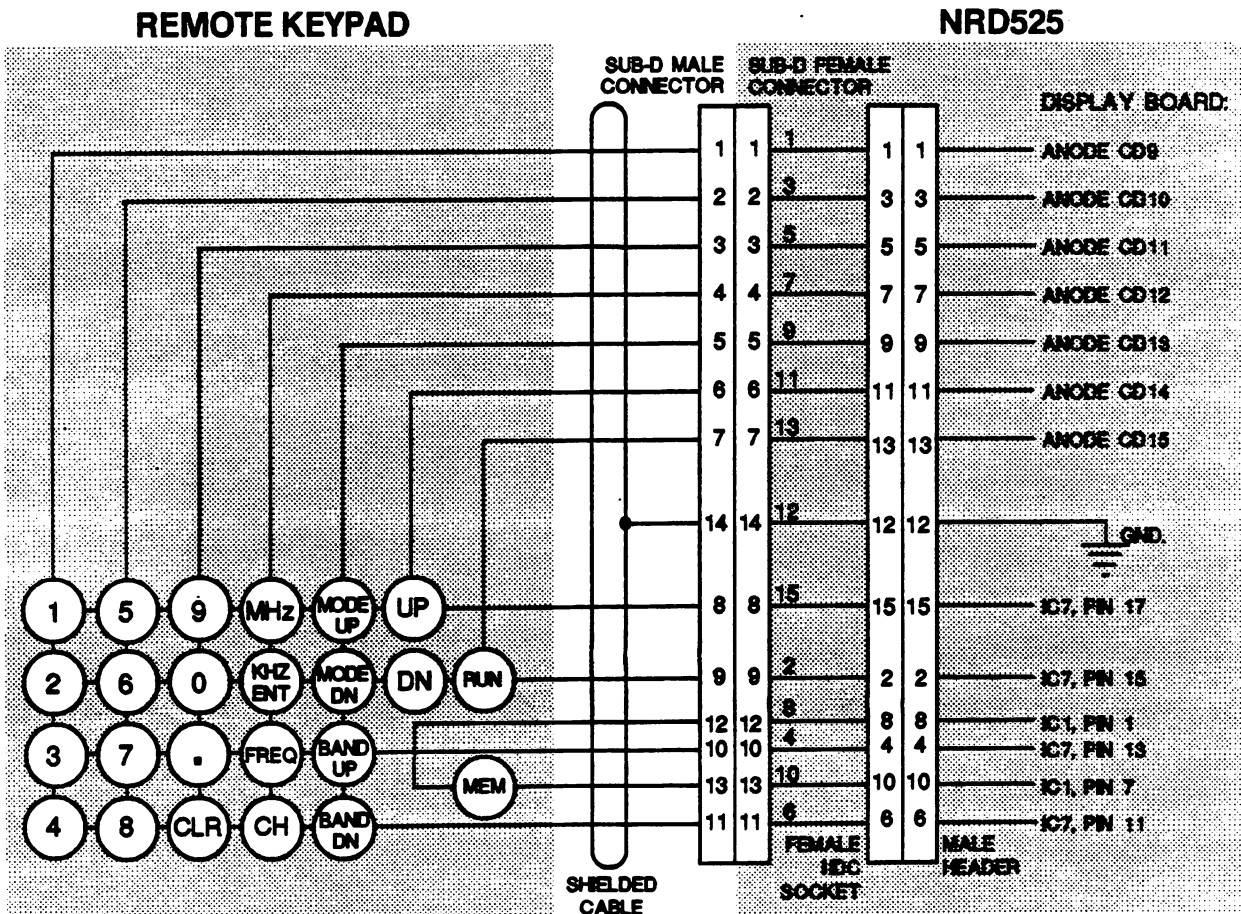 REMOTE KEYPAD NRD525
SUB-D MALE CONNECTOR
SUB-D FEMALE CONNECTOR
DISPLAY BOARD:
1 1 1 1 1 ANODE CD9
2 2 3 3 3 ANODE CD10
3 3 5 5 5 ANODE CD11
4 4 7 7 7 ANODE CD12
5 5 9 9 9 ANODE CD13
6 6 11 11 11 ANODE CD14
7 7 13 13 13 ANODE CD15
14 14 12 12 12 GND.
1 5 9 MHz MODE UP UP 8 8 15 15 15 IC7, PIN 17
2 6 0 KHZ ENT MODE DN DN RUN 9 9 2 2 2 IC7, PIN 15
12 12 8 8 8 IC1, PIN 1
3 7 . FREQ BAND UP 10 10 4 4 4 IC7, PIN 13
MEM 13 13 10 10 10 IC1, PIN 7
4 8 CLR CH BAND DN 11 11 6 6 6 IC7, PIN 11
SHIELDED CABLE
FEMALE HDC SOCKET
MALE HEADER